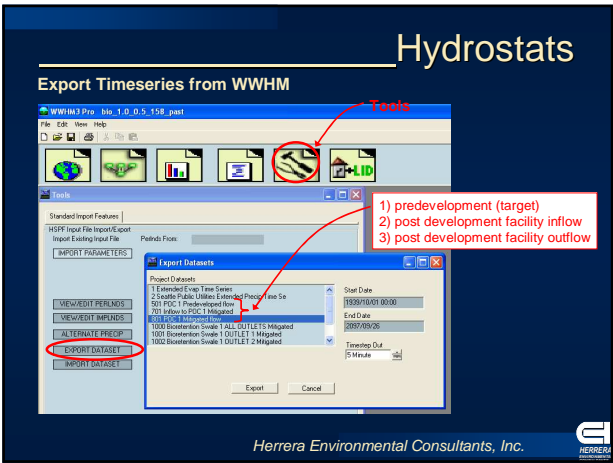 Hydrostats
Export Timeseries from WWHM
WWHM3 Pro bio_1.0_0.5_158_past
Tools
File Edit View Help
+LID
Tools
Standard Import Features
HSPF Input File Import/Export
Import Existing Input File Perlnds From:
IMPORT PARAMETERS
VIEW/EDIT PERLNDS
VIEW/EDIT IMPLNDS
ALTERNATE PRECIP
EXPORT DATASET
IMPORT DATASET
1) predevelopment (target)
2) post development facility inflow
3) post development facility outflow
Export Datasets
Project Datasets
1 Extended Evap Time Series
2 Seattle Public Utilities Extended Precip Time Se
501 POC 1 Predeveloped flow
701 Inflow to POC 1 Mitigated
801 POC 1 Mitigated flow
1000 Bioretention Swale 1 ALL OUTLETS Mitigated
1001 Bioretention Swale 1 OUTLET 1 Mitigated
1002 Bioretention Swale 1 OUTLET 2 Mitigated
Start Date
1939/10/01 00:00
End Date
2097/09/26
Timestep Out
5 Minute
Export Cancel
Herrera Environmental Consultants, Inc.
HERRERA